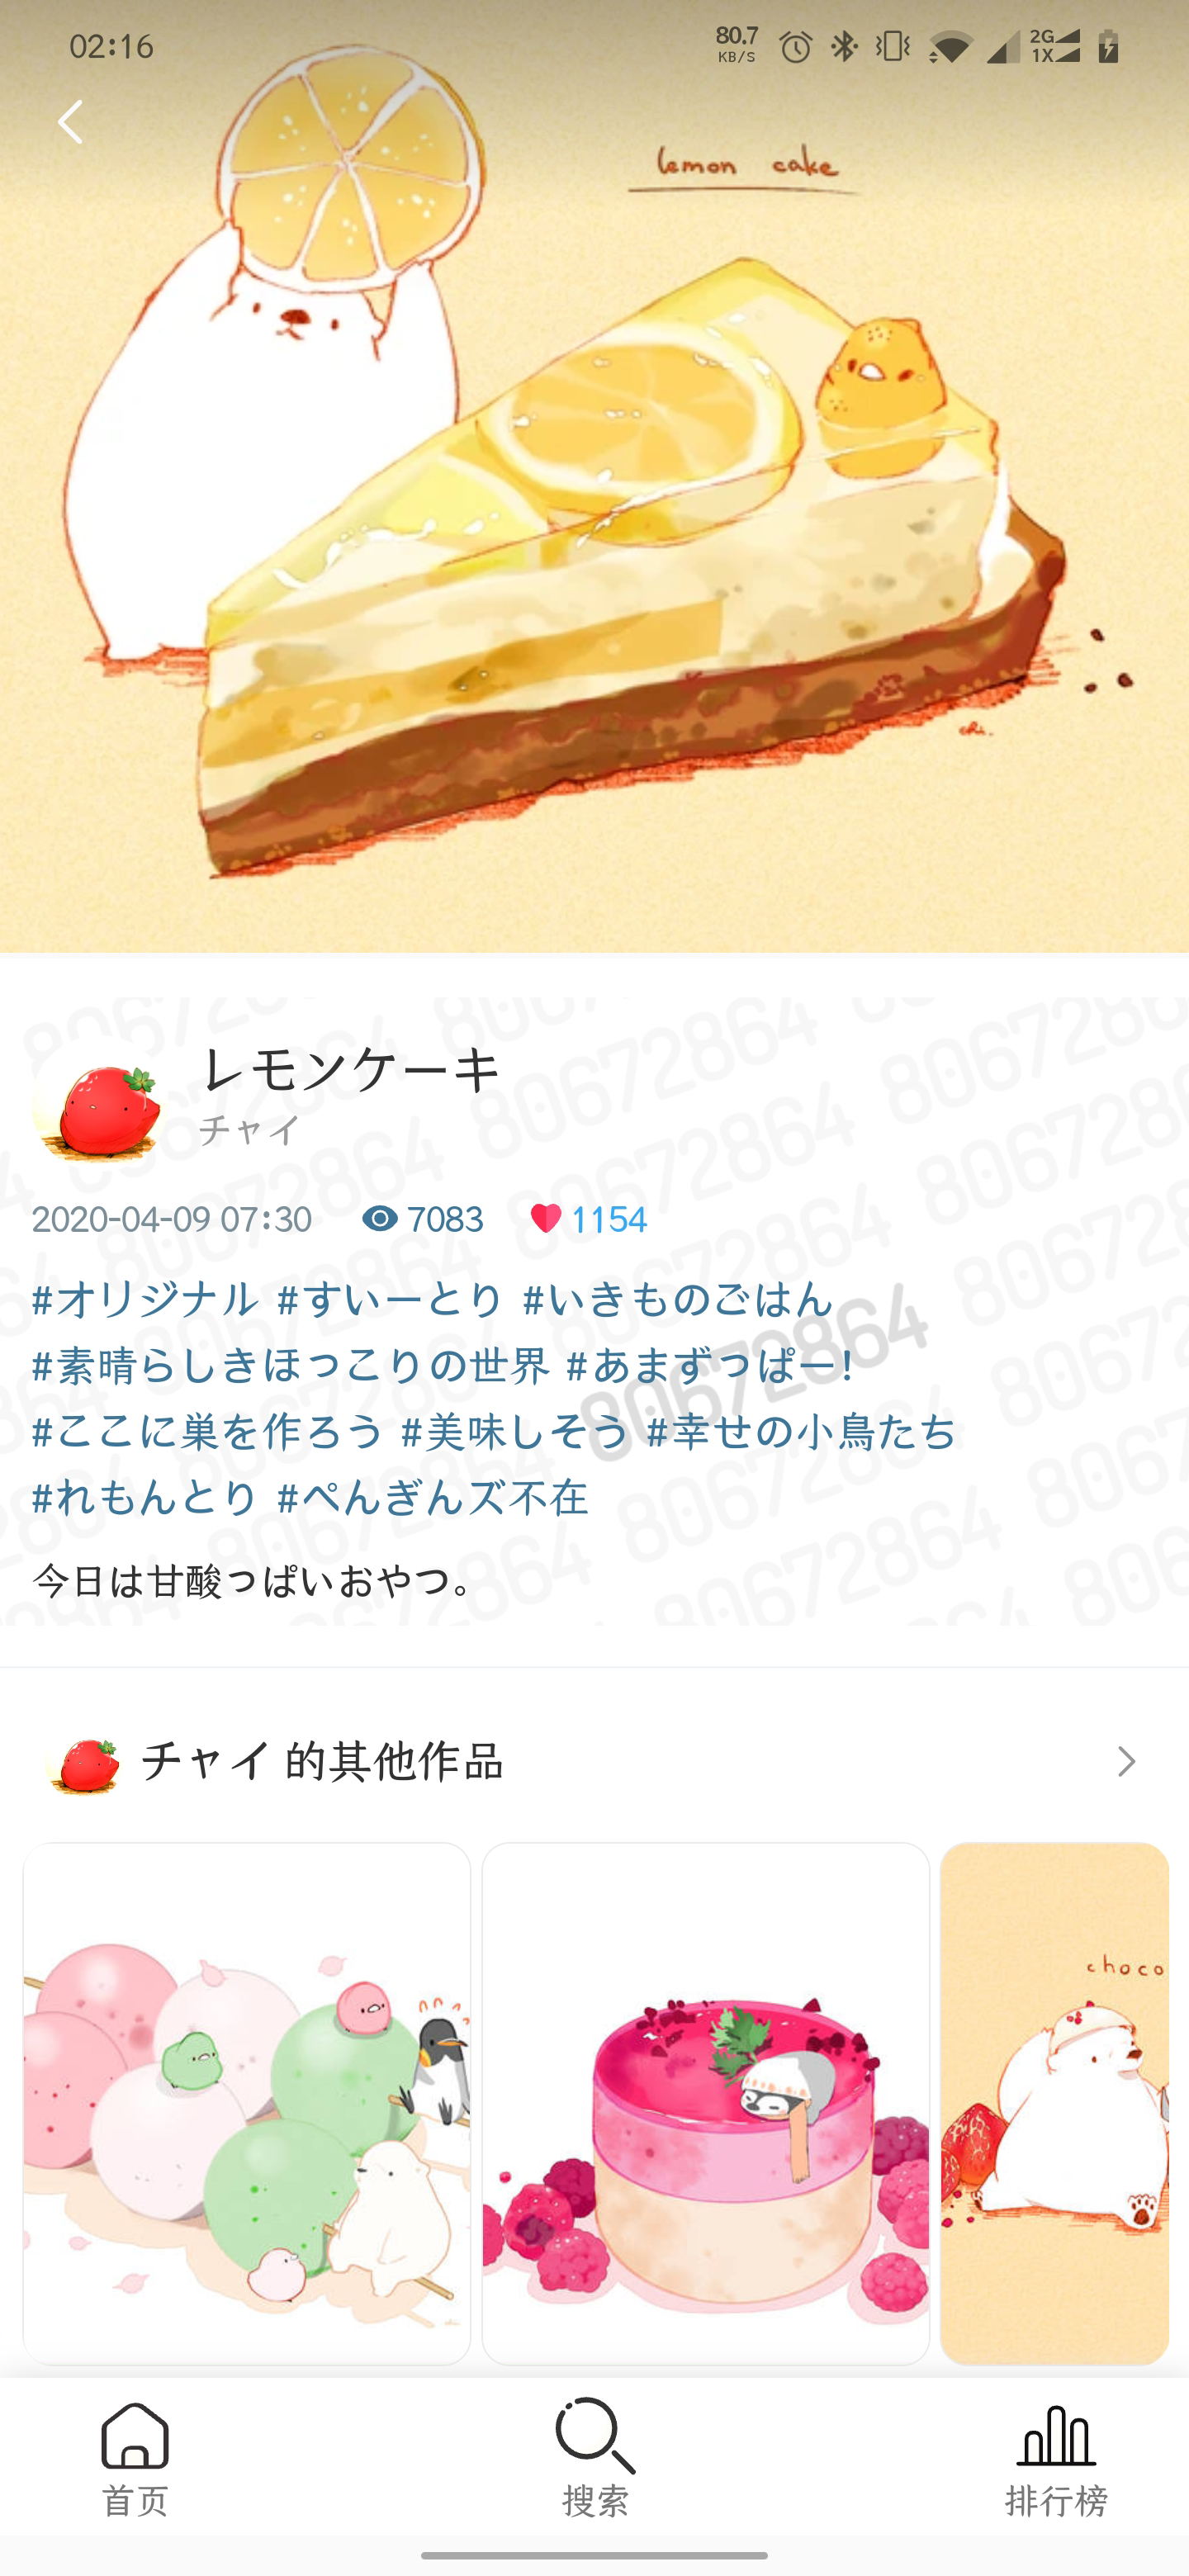 02:16
80.7
KB/S
2G
1X
lemon cake
chi.
レモンケーキ
チャイ
2020-04-09 07:30 7083 1154
#オリジナル #すいーとり #いきものごはん
#素晴らしきほっこりの世界 #あまずっぱー!
#ここに巣を作ろう #美味しそう #幸せの小鳥たち
#れもんとり #ぺんぎんズ不在
80672864
今日は甘酸っぱいおやつ。
チャイ 的其他作品
choco
首页 搜索 排行榜